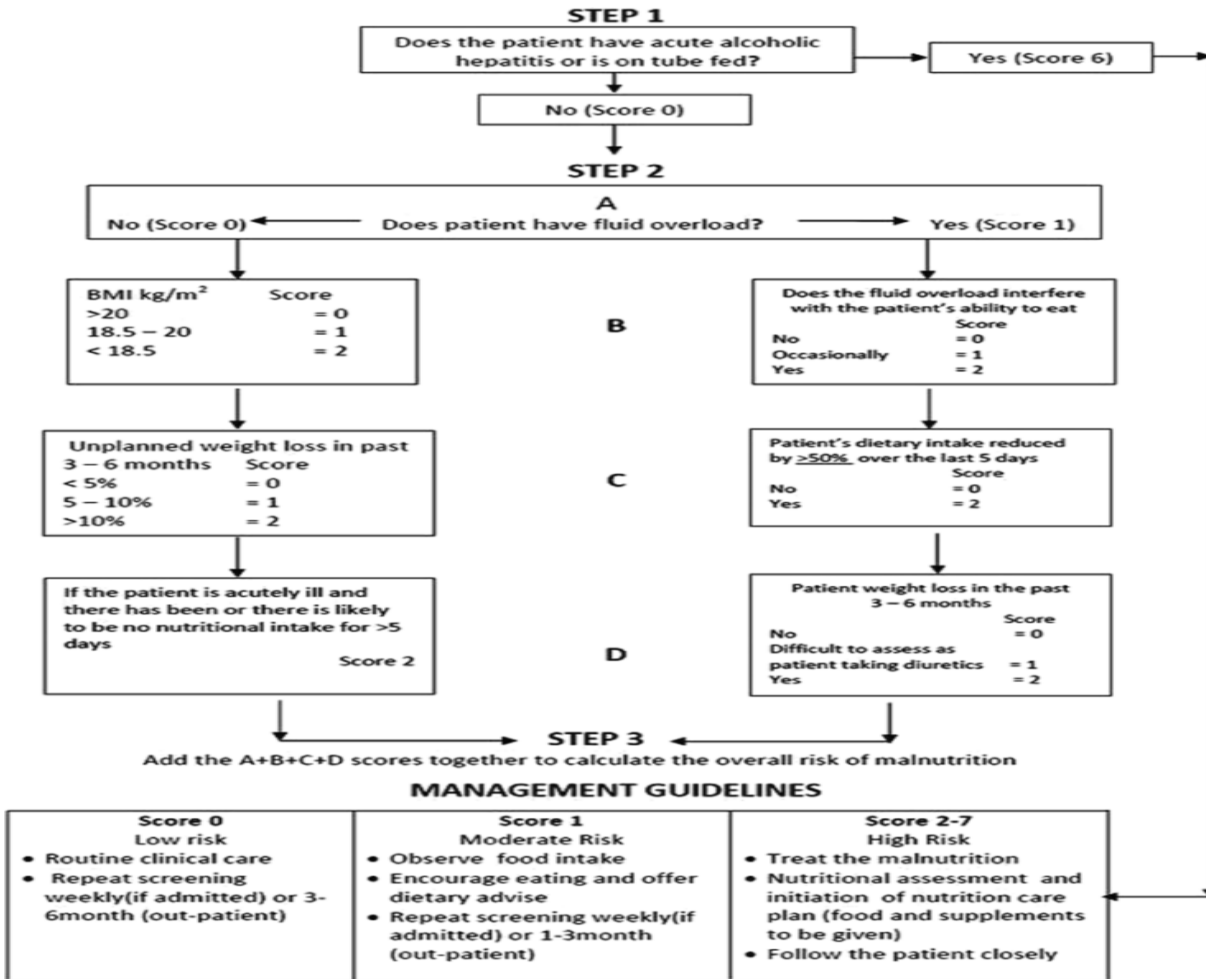 STEP 1
Does the patient have acute alcoholic
hepatitis or is on tube fed?
Yes (Score 6)
No (Score 0)
STEP 2
A
No (Score 0)
Does patient have fluid overload?
Yes (Score 1)
BMI kg/m² Score
>20 = 0
18.5 – 20 = 1
< 18.5 = 2
B
Does the fluid overload interfere
with the patient's ability to eat
Score
No = 0
Occasionally = 1
Yes = 2
Unplanned weight loss in past
3 – 6 months Score
< 5% = 0
5 – 10% = 1
>10% = 2
C
Patient's dietary intake reduced
by >50% over the last 5 days
Score
No = 0
Yes = 2
If the patient is acutely ill and
there has been or there is likely
to be no nutritional intake for >5
days
Score 2
D
Patient weight loss in the past
3 – 6 months
Score
No = 0
Difficult to assess as
patient taking diuretics = 1
Yes = 2
STEP 3
Add the A+B+C+D scores together to calculate the overall risk of malnutrition
MANAGEMENT GUIDELINES
Score 0
Low risk
• Routine clinical care
• Repeat screening
weekly(if admitted) or 3-
6month (out-patient)
Score 1
Moderate Risk
• Observe food intake
• Encourage eating and offer
dietary advise
• Repeat screening weekly(if
admitted) or 1-3month
(out-patient)
Score 2-7
High Risk
• Treat the malnutrition
• Nutritional assessment and
initiation of nutrition care
plan (food and supplements
to be given)
• Follow the patient closely